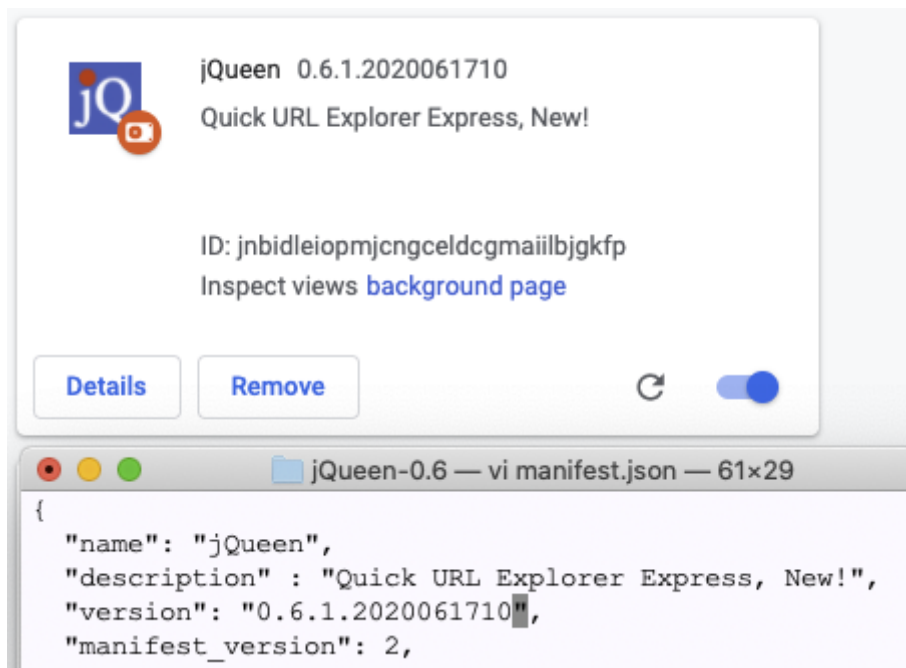 jQ
jQueen 0.6.1.2020061710
Quick URL Explorer Express, New!
ID: jnbidleiopmjcngceldcgmaiilbjgkfp
Inspect views background page
Details Remove
jQueen-0.6 — vi manifest.json — 61×29
{
"name": "jQueen",
"description" : "Quick URL Explorer Express, New!",
"version": "0.6.1.2020061710",
"manifest_version": 2,